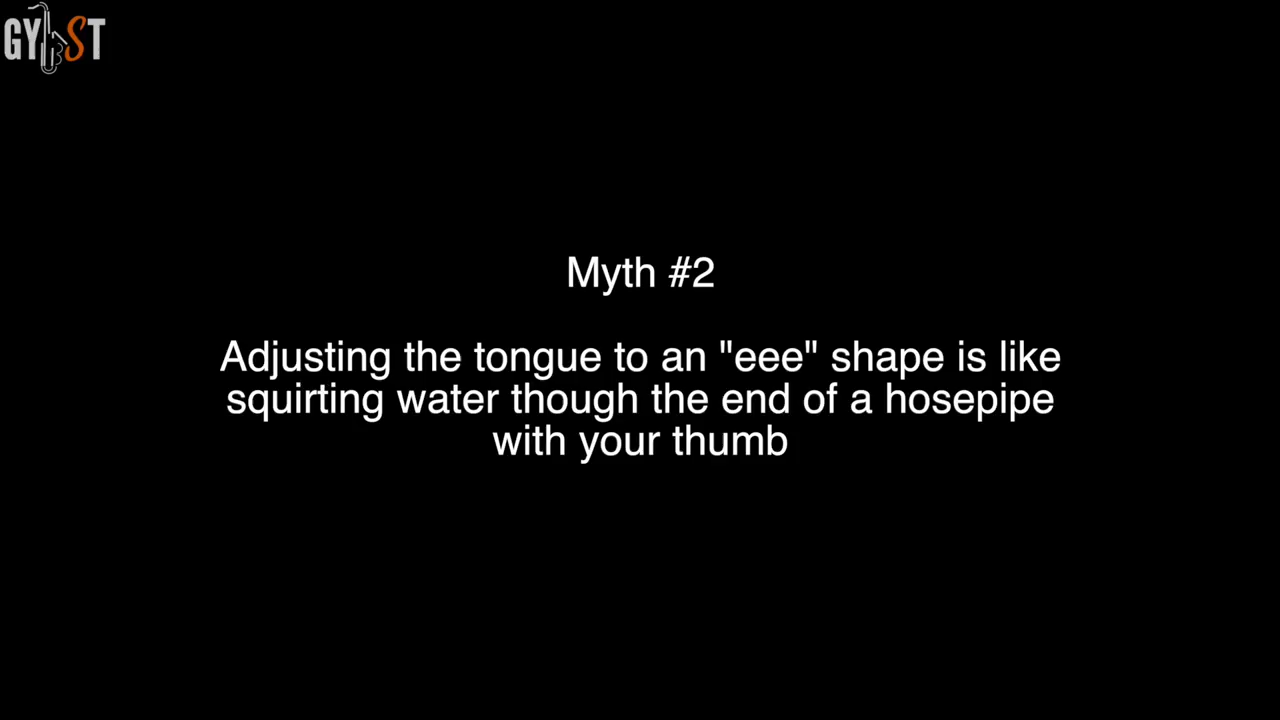 GYBST
Myth #2
Adjusting the tongue to an "eee" shape is like
squirting water though the end of a hosepipe
with your thumb